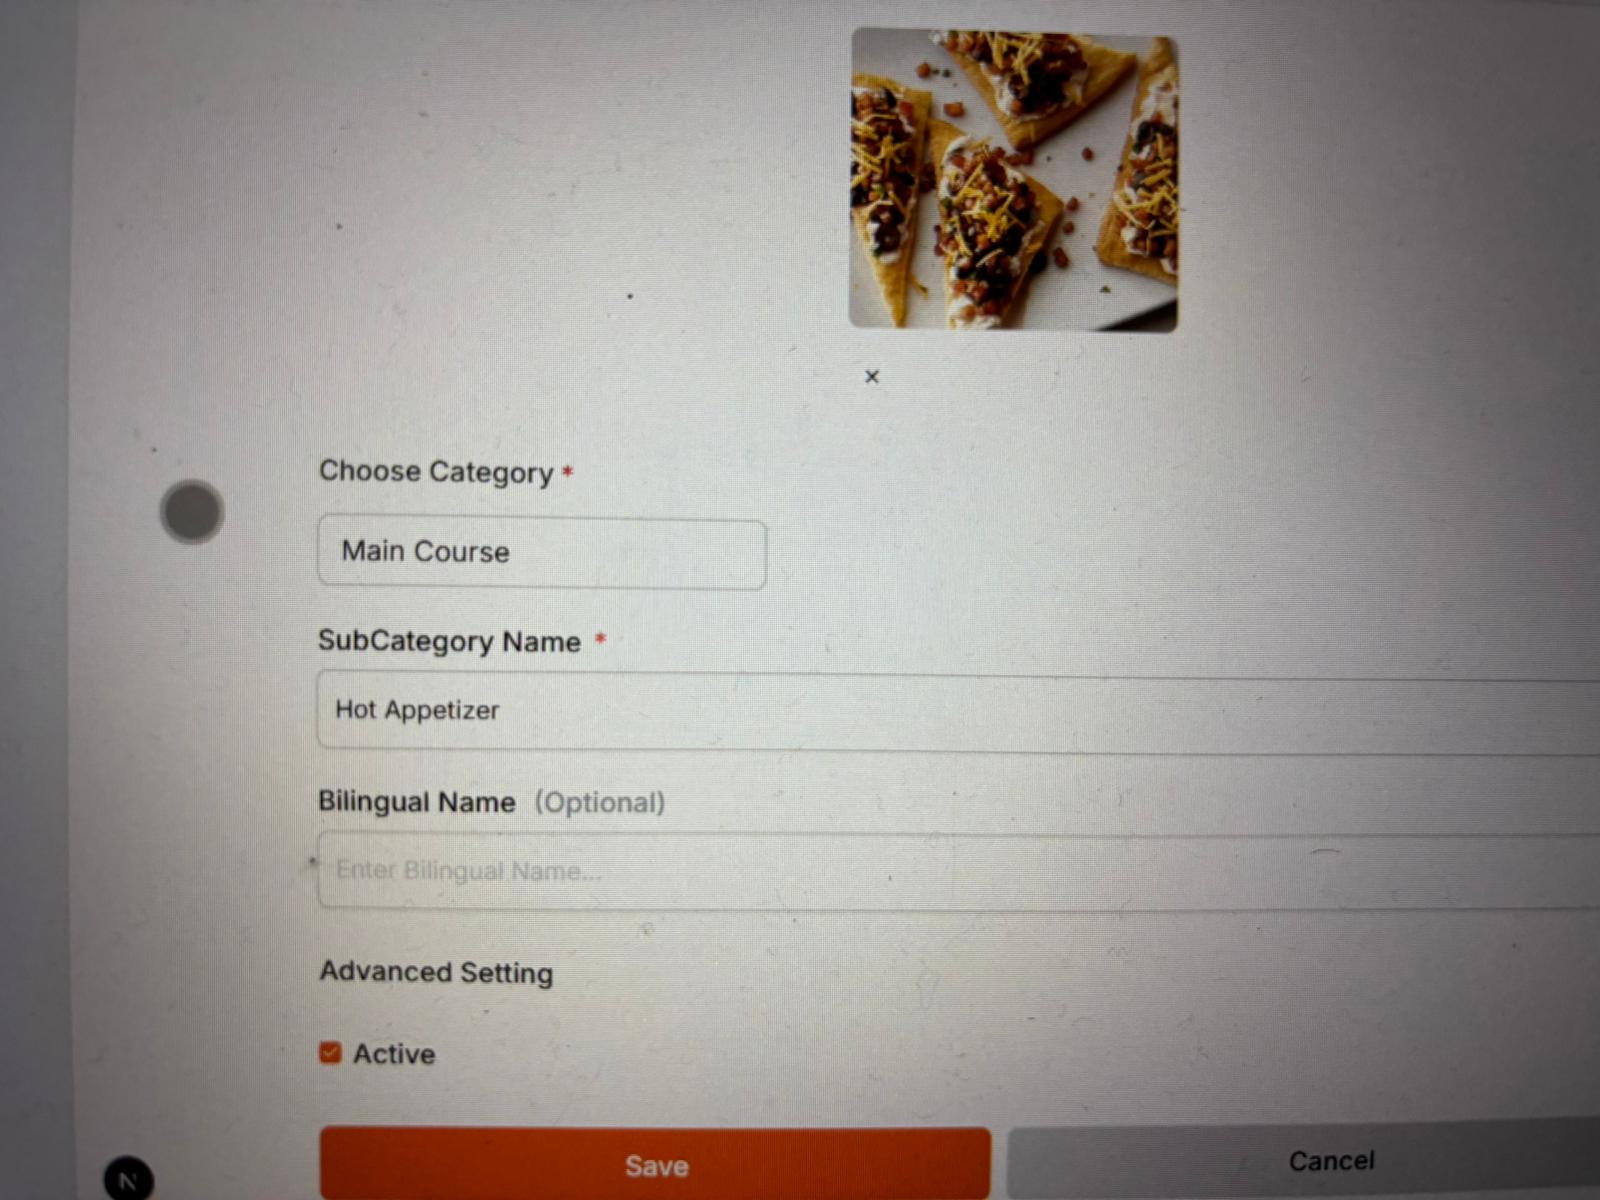 ×
Choose Category *
Main Course
SubCategory Name *
Hot Appetizer
Bilingual Name (Optional)
Enter Bilingual Name...
Advanced Setting
Active
Save
Cancel
N